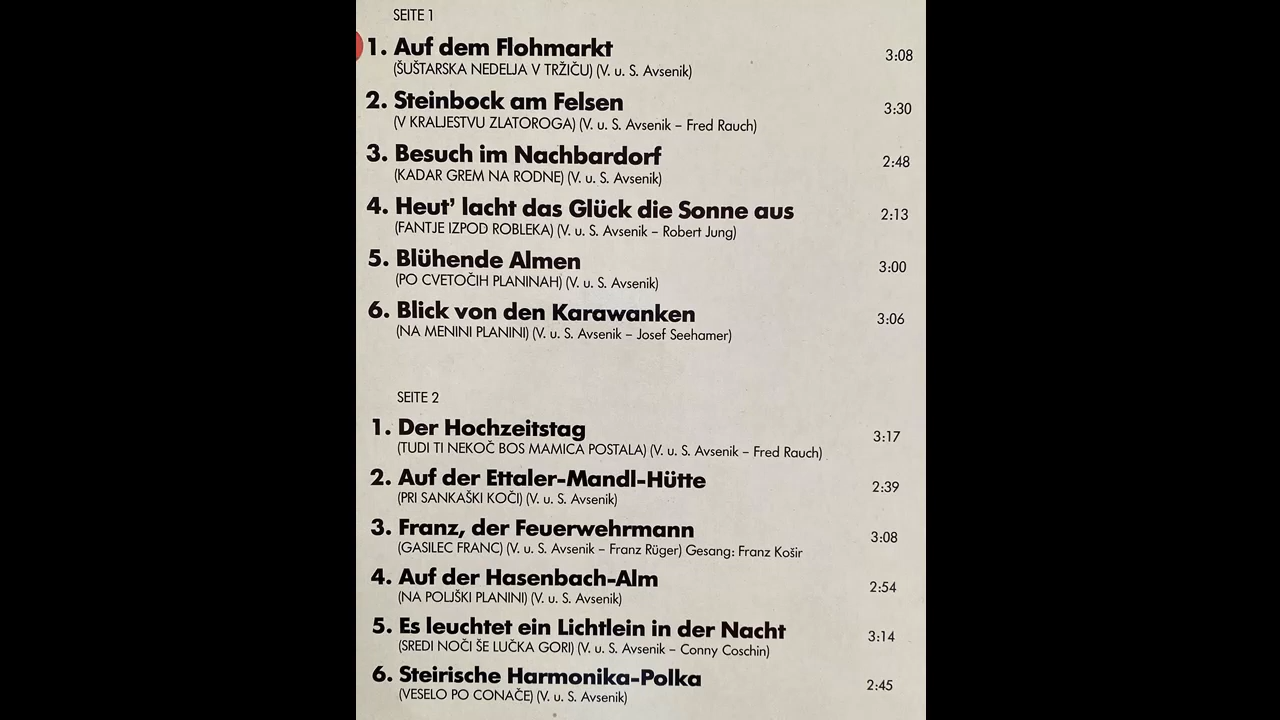 SEITE 1
1. Auf dem Flohmarkt 3:08
(ŠUŠTARSKA NEDELJA V TRŽIČU) (V. u. S. Avsenik)
2. Steinbock am Felsen 3:30
(V KRALJESTVU ZLATOROGA) (V. u. S. Avsenik – Fred Rauch)
3. Besuch im Nachbardorf 2:48
(KADAR GREM NA RODNE) (V. u. S. Avsenik)
4. Heut' lacht das Glück die Sonne aus 2:13
(FANTJE IZPOD ROBLEKA) (V. u. S. Avsenik – Robert Jung)
5. Blühende Almen 3:00
(PO CVETOČIH PLANINAH) (V. u. S. Avsenik)
6. Blick von den Karawanken 3:06
(NA MENINI PLANINI) (V. u. S. Avsenik – Josef Seehamer)
SEITE 2
1. Der Hochzeitstag 3:17
(TUDI TI NEKOČ BOS MAMICA POSTALA) (V. u. S. Avsenik – Fred Rauch)
2. Auf der Ettaler-Mandl-Hütte 2:39
(PRI SANKAŠKI KOČI) (V. u. S. Avsenik)
3. Franz, der Feuerwehrmann 3:08
(GASILEC FRANC) (V. u. S. Avsenik – Franz Rüger) Gesang: Franz Košir
4. Auf der Hasenbach-Alm 2:54
(NA POLJŠKI PLANINI) (V. u. S. Avsenik)
5. Es leuchtet ein Lichtlein in der Nacht 3:14
(SREDI NOČI ŠE LUČKA GORI) (V. u. S. Avsenik – Conny Coschin)
6. Steirische Harmonika-Polka 2:45
(VESELO PO CONAČE) (V. u. S. Avsenik)